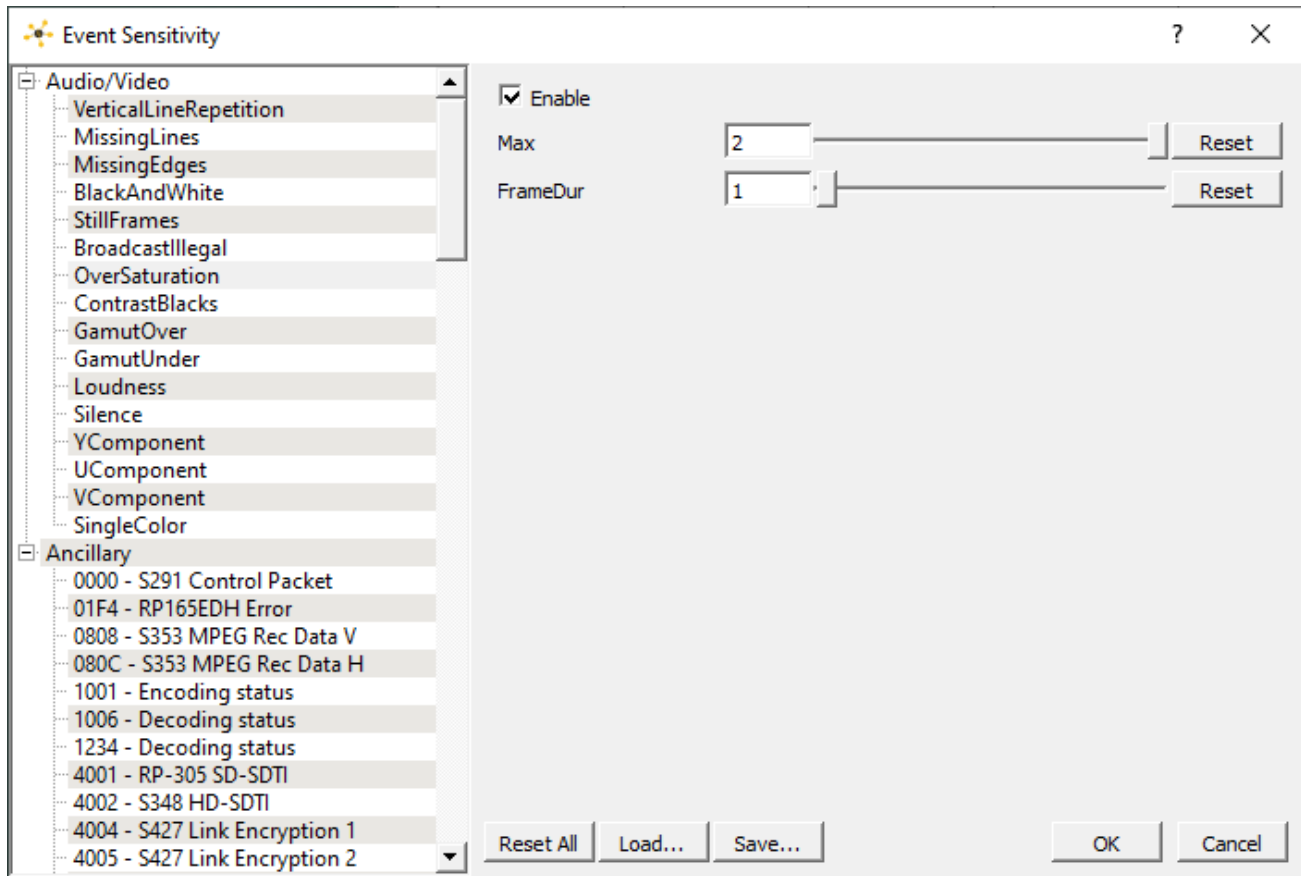 Event Sensitivity
?
Audio/Video
VerticalLineRepetition
MissingLines
MissingEdges
BlackAndWhite
StillFrames
BroadcastIllegal
OverSaturation
ContrastBlacks
GamutOver
GamutUnder
Loudness
Silence
YComponent
UComponent
VComponent
SingleColor
Ancillary
0000 - S291 Control Packet
01F4 - RP165EDH Error
0808 - S353 MPEG Rec Data V
080C - S353 MPEG Rec Data H
1001 - Encoding status
1006 - Decoding status
1234 - Decoding status
4001 - RP-305 SD-SDTI
4002 - S348 HD-SDTI
4004 - S427 Link Encryption 1
4005 - S427 Link Encryption 2
Enable
Max 2 Reset
FrameDur 1 Reset
Reset All Load... Save... OK Cancel